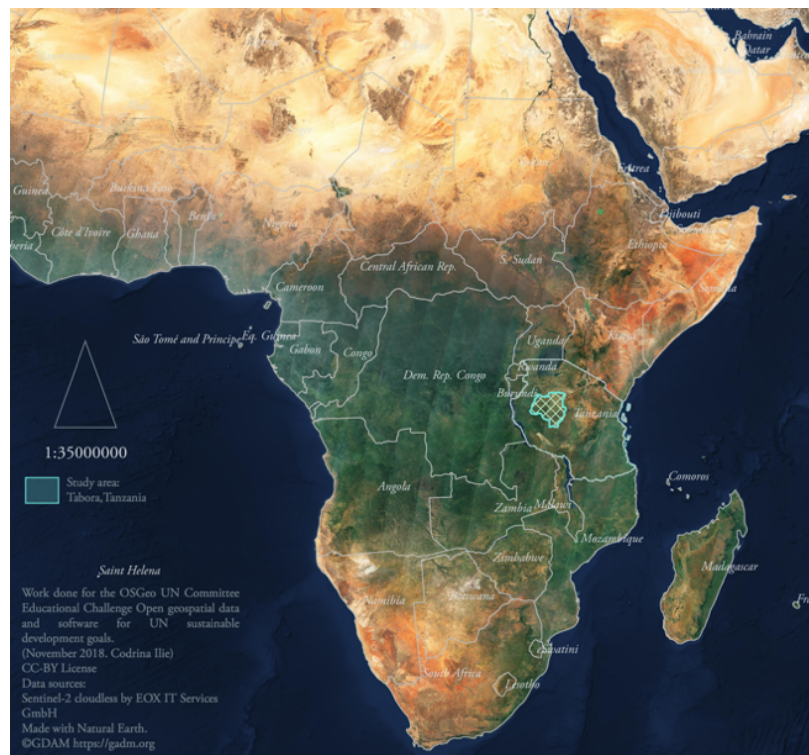 Bahrain
Qatar
Eritrea
Guinea
Burkina Faso
Benin
Nigeria
Djibouti
Côte d'Ivoire
Ghana
Ethiopia
S. Sudan
Central African Rep.
Somalia
Cameroon
São Tomé and Principe
Eq. Guinea
Uganda
Kenya
Gabon
Congo
Rwanda
Dem. Rep. Congo
Burundi
Tanzania
1:35000000
Study area:
Tabora,Tanzania
Comoros
Angola
Zambia
Malawi
Mozambique
Zimbabwe
Madagascar
Saint Helena
Namibia
Botswana
eSwatini
South Africa
Lesotho
Work done for the OSGeo UN Committee
Educational Challenge Open geospatial data
and software for UN sustainable
development goals.
(November 2018. Codrina Ilie)
CC-BY License
Data sources:
Sentinel-2 cloudless by EOX IT Services
GmbH
Made with Natural Earth.
©GDAM https://gadm.org